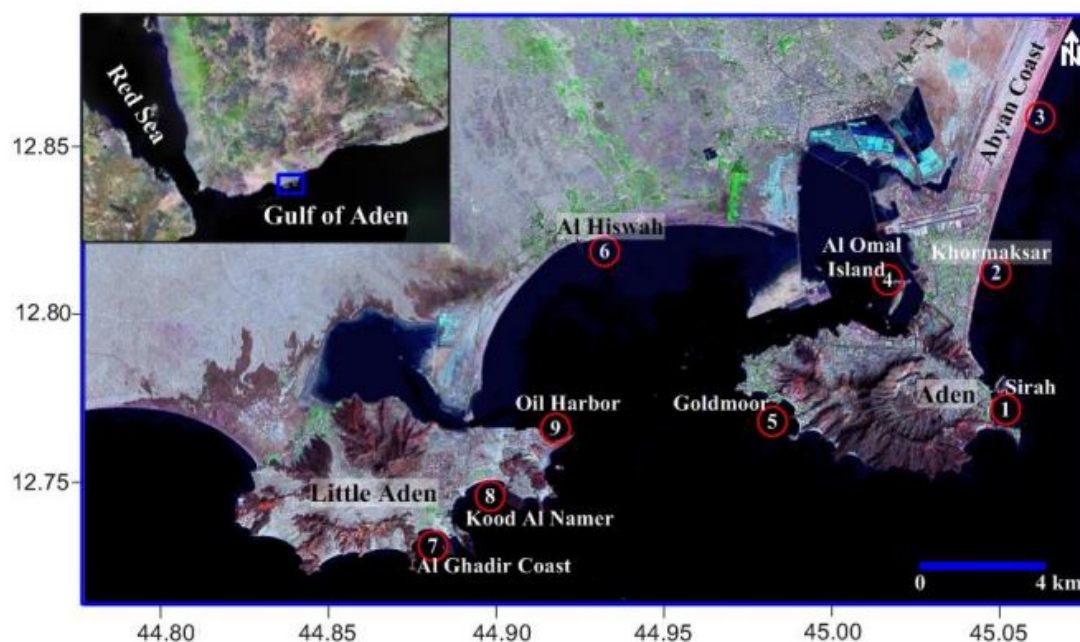 Red Sea
Gulf of Aden
N
Abyan Coast
3
12.85
Al Hiswah
6
Al Omal
Island
4
Khormaksar
2
12.80
Aden
Sirah
1
Goldmoor
5
Oil Harbor
9
12.75
Little Aden
8
Kood Al Namer
7
Al Ghadir Coast
0 4 km
44.80 44.85 44.90 44.95 45.00 45.05